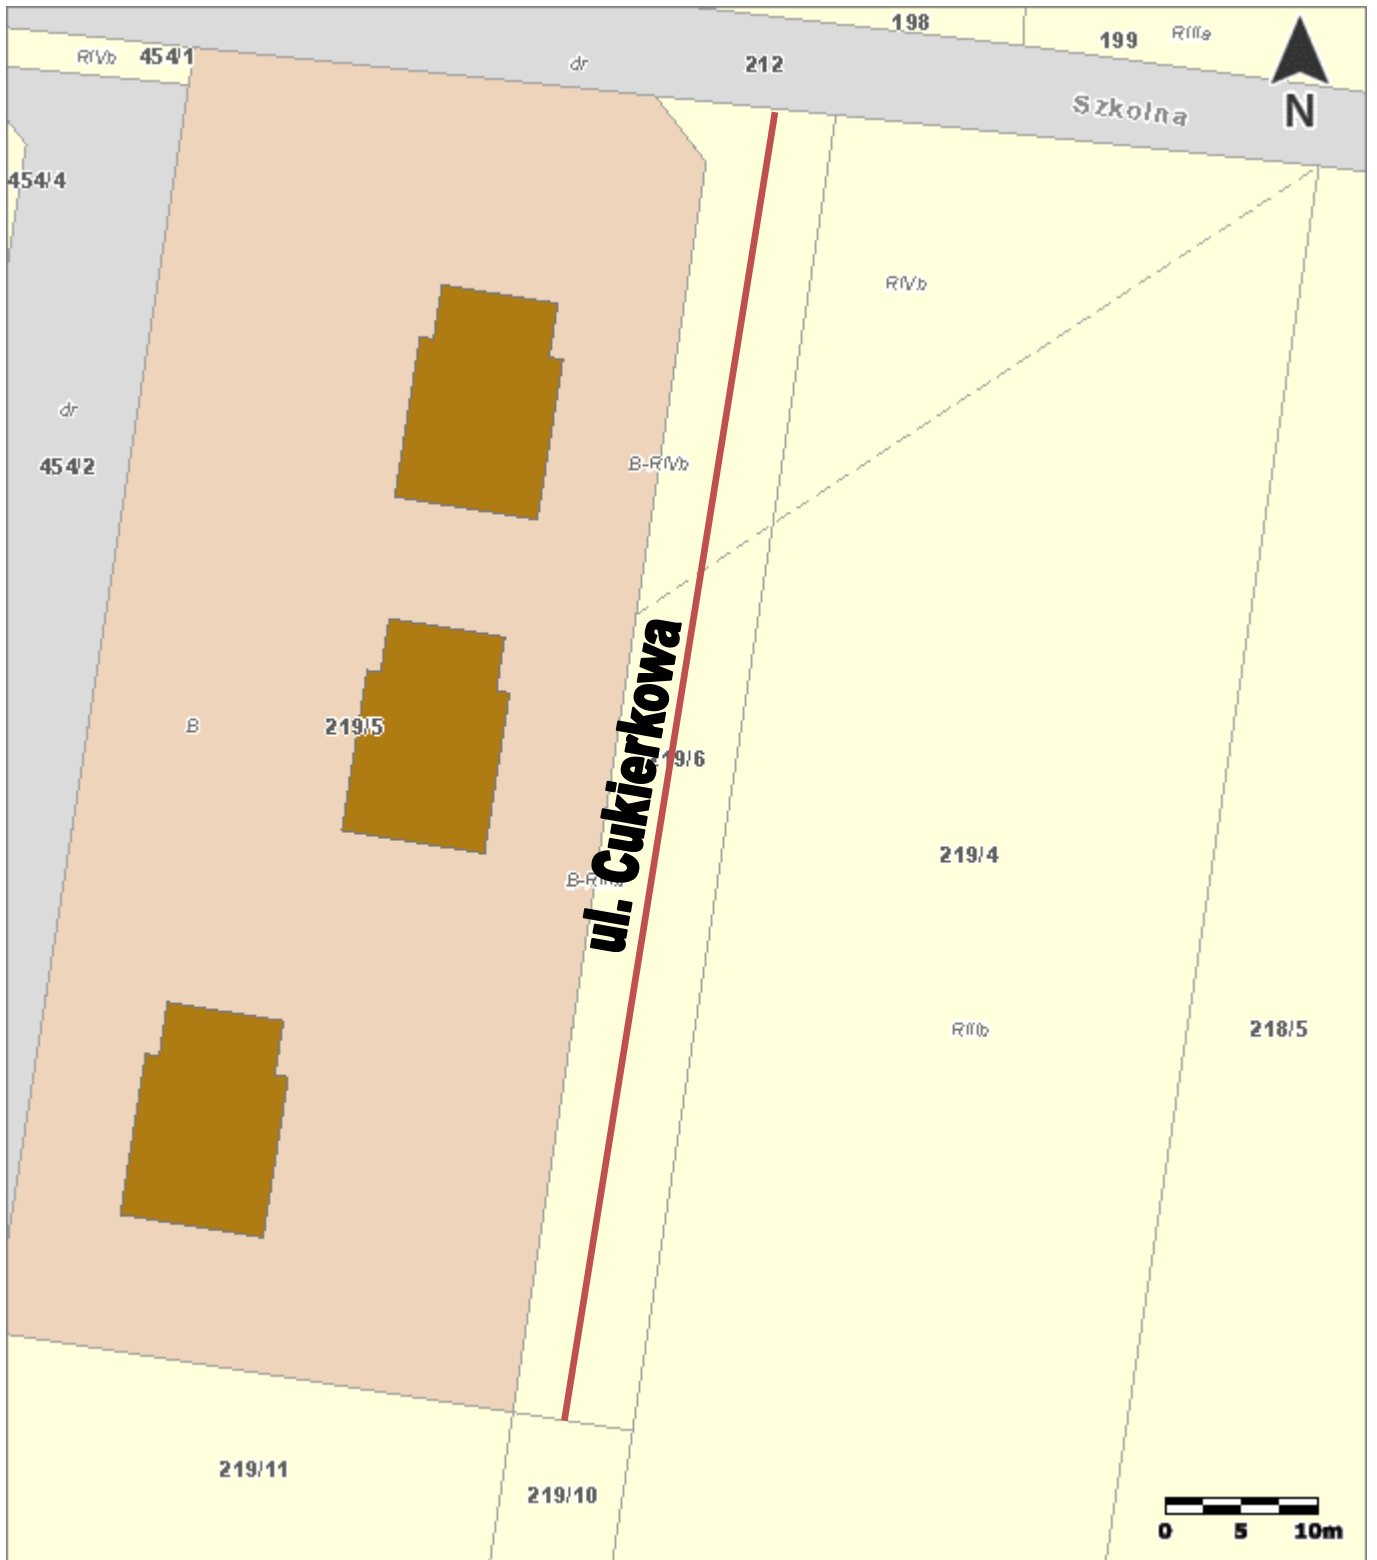 198
199
RIIIa
RIVb
454/1
dr
212
Szkolna
N
454/4
RIVb
dr
454/2
B-RIVb
B
219/5
ul. Cukierkowa
219/4
RIIIb
218/5
219/11
219/10
0 5 10m